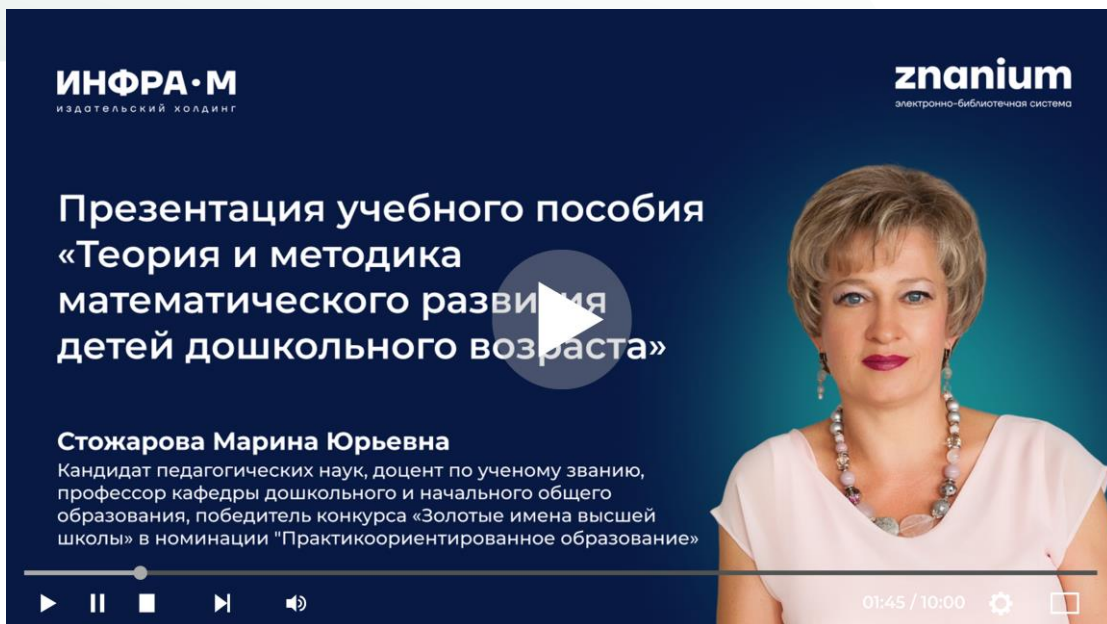 ИНФРА·М
издательский холдинг
znanium
электронно-библиотечная система
Презентация учебного пособия
«Теория и методика
математического развития
детей дошкольного возраста»
Стожарова Марина Юрьевна
Кандидат педагогических наук, доцент по ученому званию,
профессор кафедры дошкольного и начального общего
образования, победитель конкурса «Золотые имена высшей
школы» в номинации "Практикоориентированное образование»
01:45 / 10:00